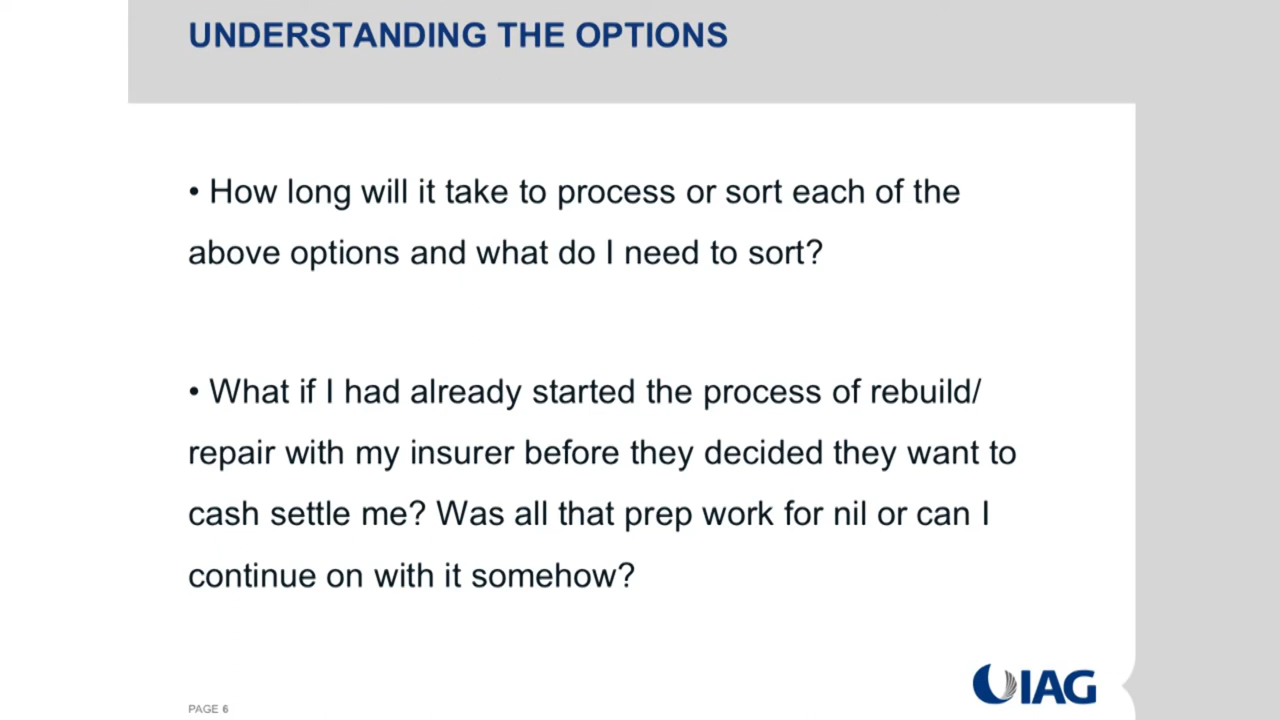 UNDERSTANDING THE OPTIONS
• How long will it take to process or sort each of the
above options and what do I need to sort?
• What if I had already started the process of rebuild/
repair with my insurer before they decided they want to
cash settle me? Was all that prep work for nil or can I
continue on with it somehow?
IAG
PAGE 6